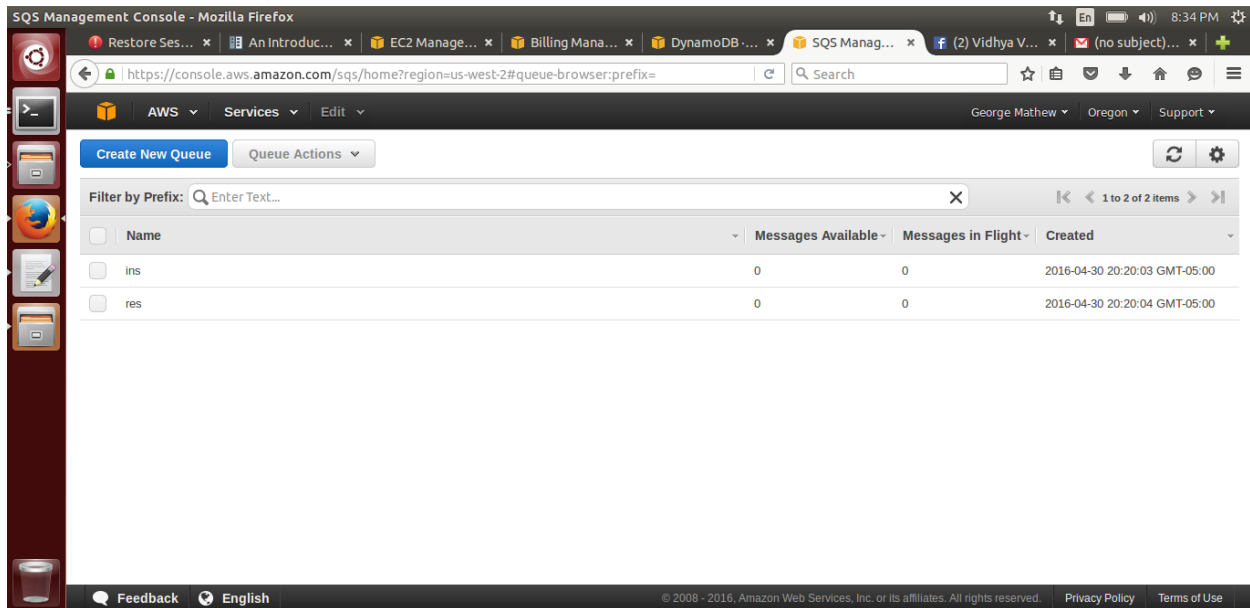 SQS Management Console - Mozilla Firefox
En 8:34 PM
Restore Ses... An Introduc... EC2 Manage... Billing Mana... DynamoDB ·... SQS Manag... (2) Vidhya V... (no subject)...
https://console.aws.amazon.com/sqs/home?region=us-west-2#queue-browser:prefix= Search
AWS Services Edit George Mathew Oregon Support
Create New Queue Queue Actions
Filter by Prefix: Enter Text... 1 to 2 of 2 items
Name Messages Available Messages in Flight Created
ins 0 0 2016-04-30 20:20:03 GMT-05:00
res 0 0 2016-04-30 20:20:04 GMT-05:00
Feedback English © 2008 - 2016, Amazon Web Services, Inc. or its affiliates. All rights reserved. Privacy Policy Terms of Use